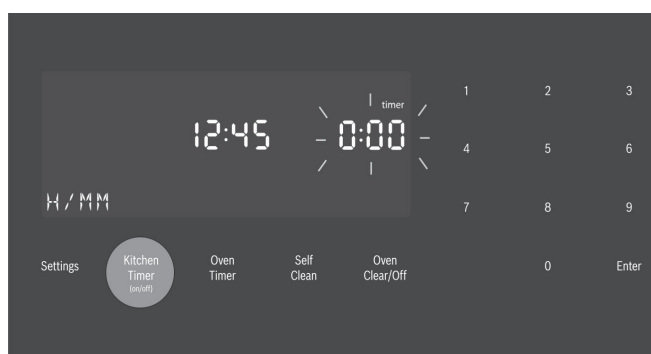 timer
12:45
0:00
H/MM
1 2 3
4 5 6
7 8 9
0 Enter
Settings
Kitchen
Timer
(on/off)
Oven
Timer
Self
Clean
Oven
Clear/Off